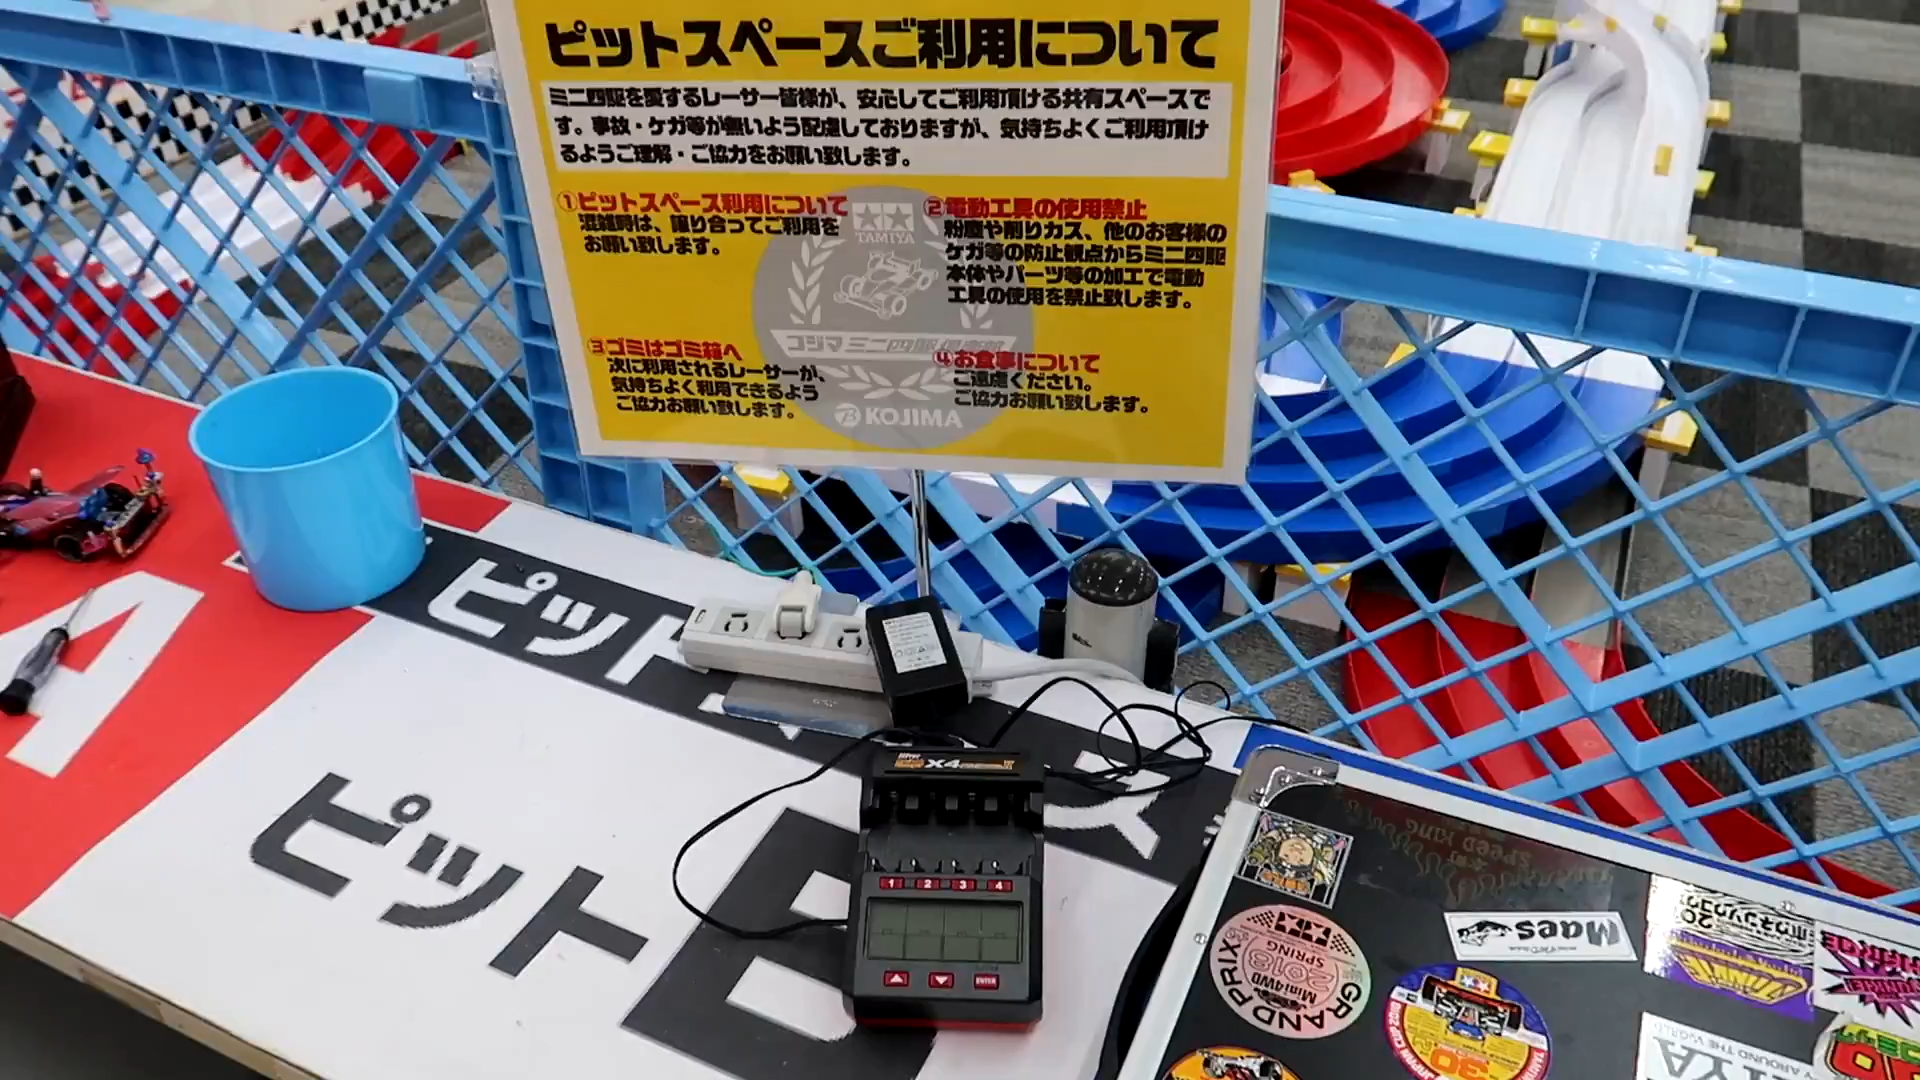 ピットスペースご利用について
ミニ四駆を愛するレーサー皆様が、安心してご利用頂ける共有スペースで
す。事故・ケガ等が無いよう配慮しておりますが、気持ちよくご利用頂け
るようご理解・ご協力をお願い致します。
①ピットスペース利用について
混雑時は、譲り合ってご利用を
お願い致します。
②電動工具の使用禁止
粉塵や削りカス、他のお客様の
ケガ等の防止観点からミニ四駆
本体やパーツ等の加工で電動
工具の使用を禁止致します。
TAMIYA
コジマ ミニ四駆
③ゴミはゴミ箱へ
次に利用されるレーサーが、
気持ちよく利用できるよう
ご協力お願い致します。
④お食事について
ご遠慮ください。
ご協力お願い致します。
KOJIMA
A
ピット
ス
ピット
B
X4
1 2 3 4
ENTER
SPEED KING
Maes
SPRING
2018
Mini4WD
GRAND PRIX
JAPAN CUP
30
AROUND THE WORLD